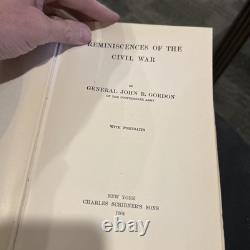 REMINISCENCES OF THE
CIVIL WAR
BY
GENERAL JOHN B. GORDON
OF THE CONFEDERATE ARMY
WITH PORTRAITS
NEW YORK
CHARLES SCRIBNER'S SONS
ebay